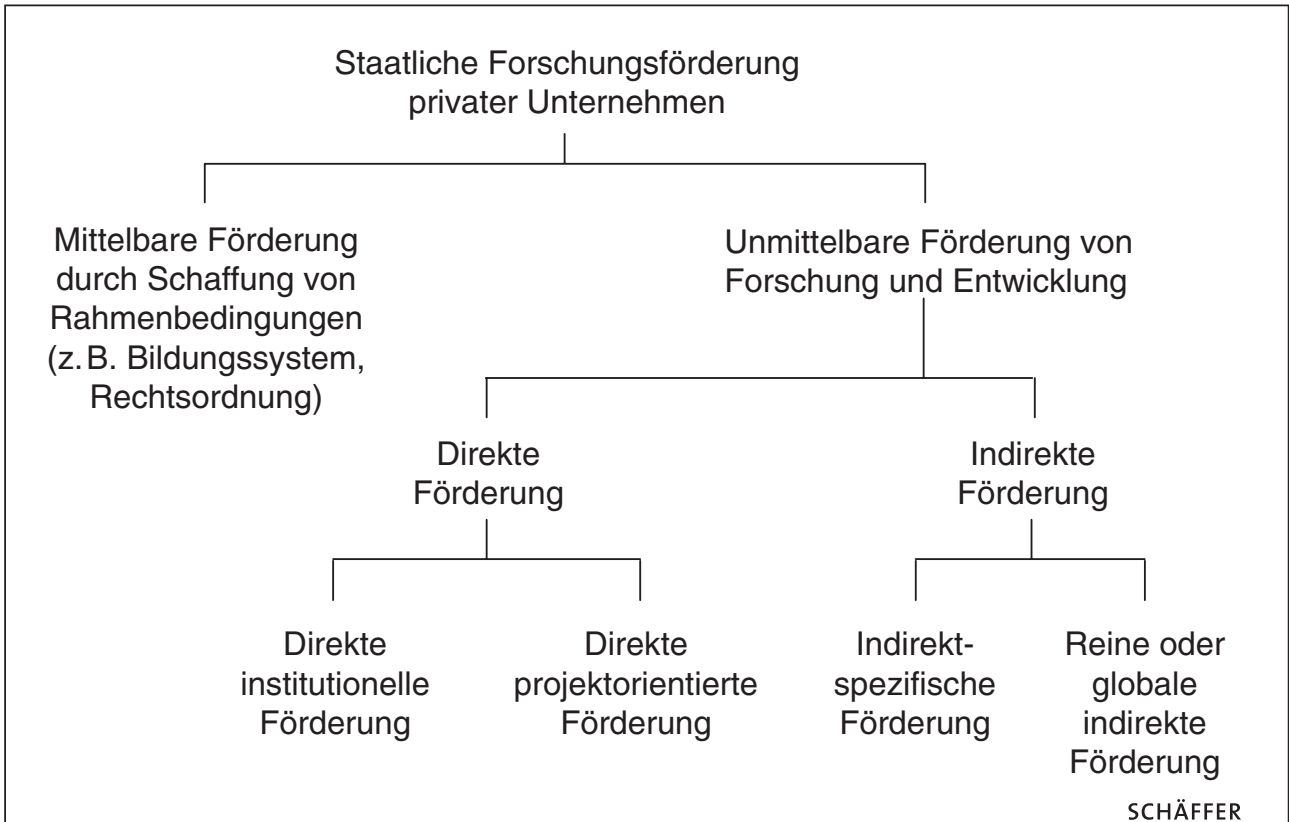 Staatliche Forschungsförderung
privater Unternehmen
Mittelbare Förderung
durch Schaffung von
Rahmenbedingungen
(z. B. Bildungssystem,
Rechtsordnung)
Unmittelbare Förderung von
Forschung und Entwicklung
Direkte
Förderung
Indirekte
Förderung
Direkte
institutionelle
Förderung
Direkte
projektorientierte
Förderung
Indirekt-
spezifische
Förderung
Reine oder
globale
indirekte
Förderung
SCHÄFFER